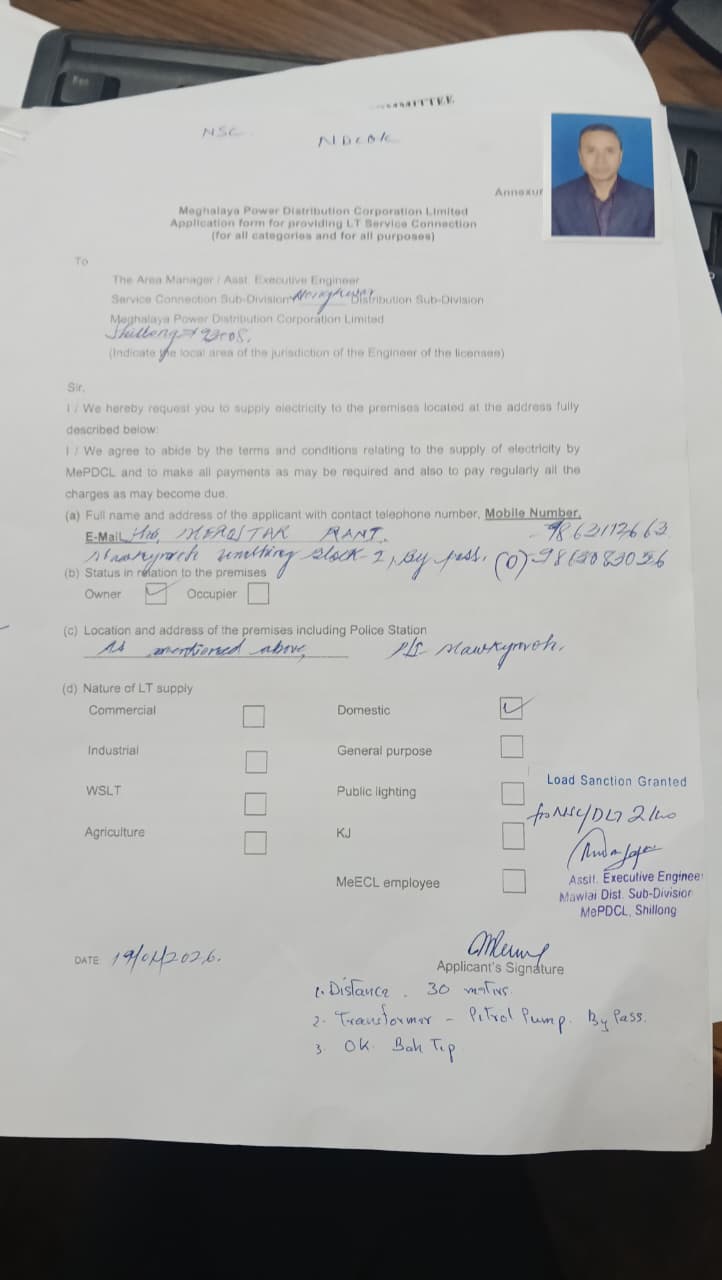 NSC
Annexur
Meghalaya Power Distribution Corporation Limited
Application form for providing LT Service Connection
(for all categories and for all purposes)
To
The Area Manager / Asst. Executive Engineer
Service Connection Sub-Division Distribution Sub-Division
Meghalaya Power Distribution Corporation Limited
Shillong
(Indicate the local area of the jurisdiction of the Engineer of the licensee)
Sir,
I / We hereby request you to supply electricity to the premises located at the address fully
described below:
I / We agree to abide by the terms and conditions relating to the supply of electricity by
MePDCL and to make all payments as may be required and also to pay regularly all the
charges as may become due.
(a) Full name and address of the applicant with contact telephone number, Mobile Number,
E-Mail RANT.
Block-2, By pass,
(b) Status in relation to the premises
Owner Occupier
(c) Location and address of the premises including Police Station
As mentioned above,
(d) Nature of LT supply
Commercial Domestic
Industrial General purpose
WSLT Public lighting
Agriculture KJ
MeECL employee
Load Sanction Granted
Asstt. Executive Engineer
Mawlai Dist. Sub-Division
MePDCL, Shillong
DATE
Applicant's Signature
1. Distance. 30
2. Transformer - Petrol Pump. By Pass.
3. OK. Bah Tip